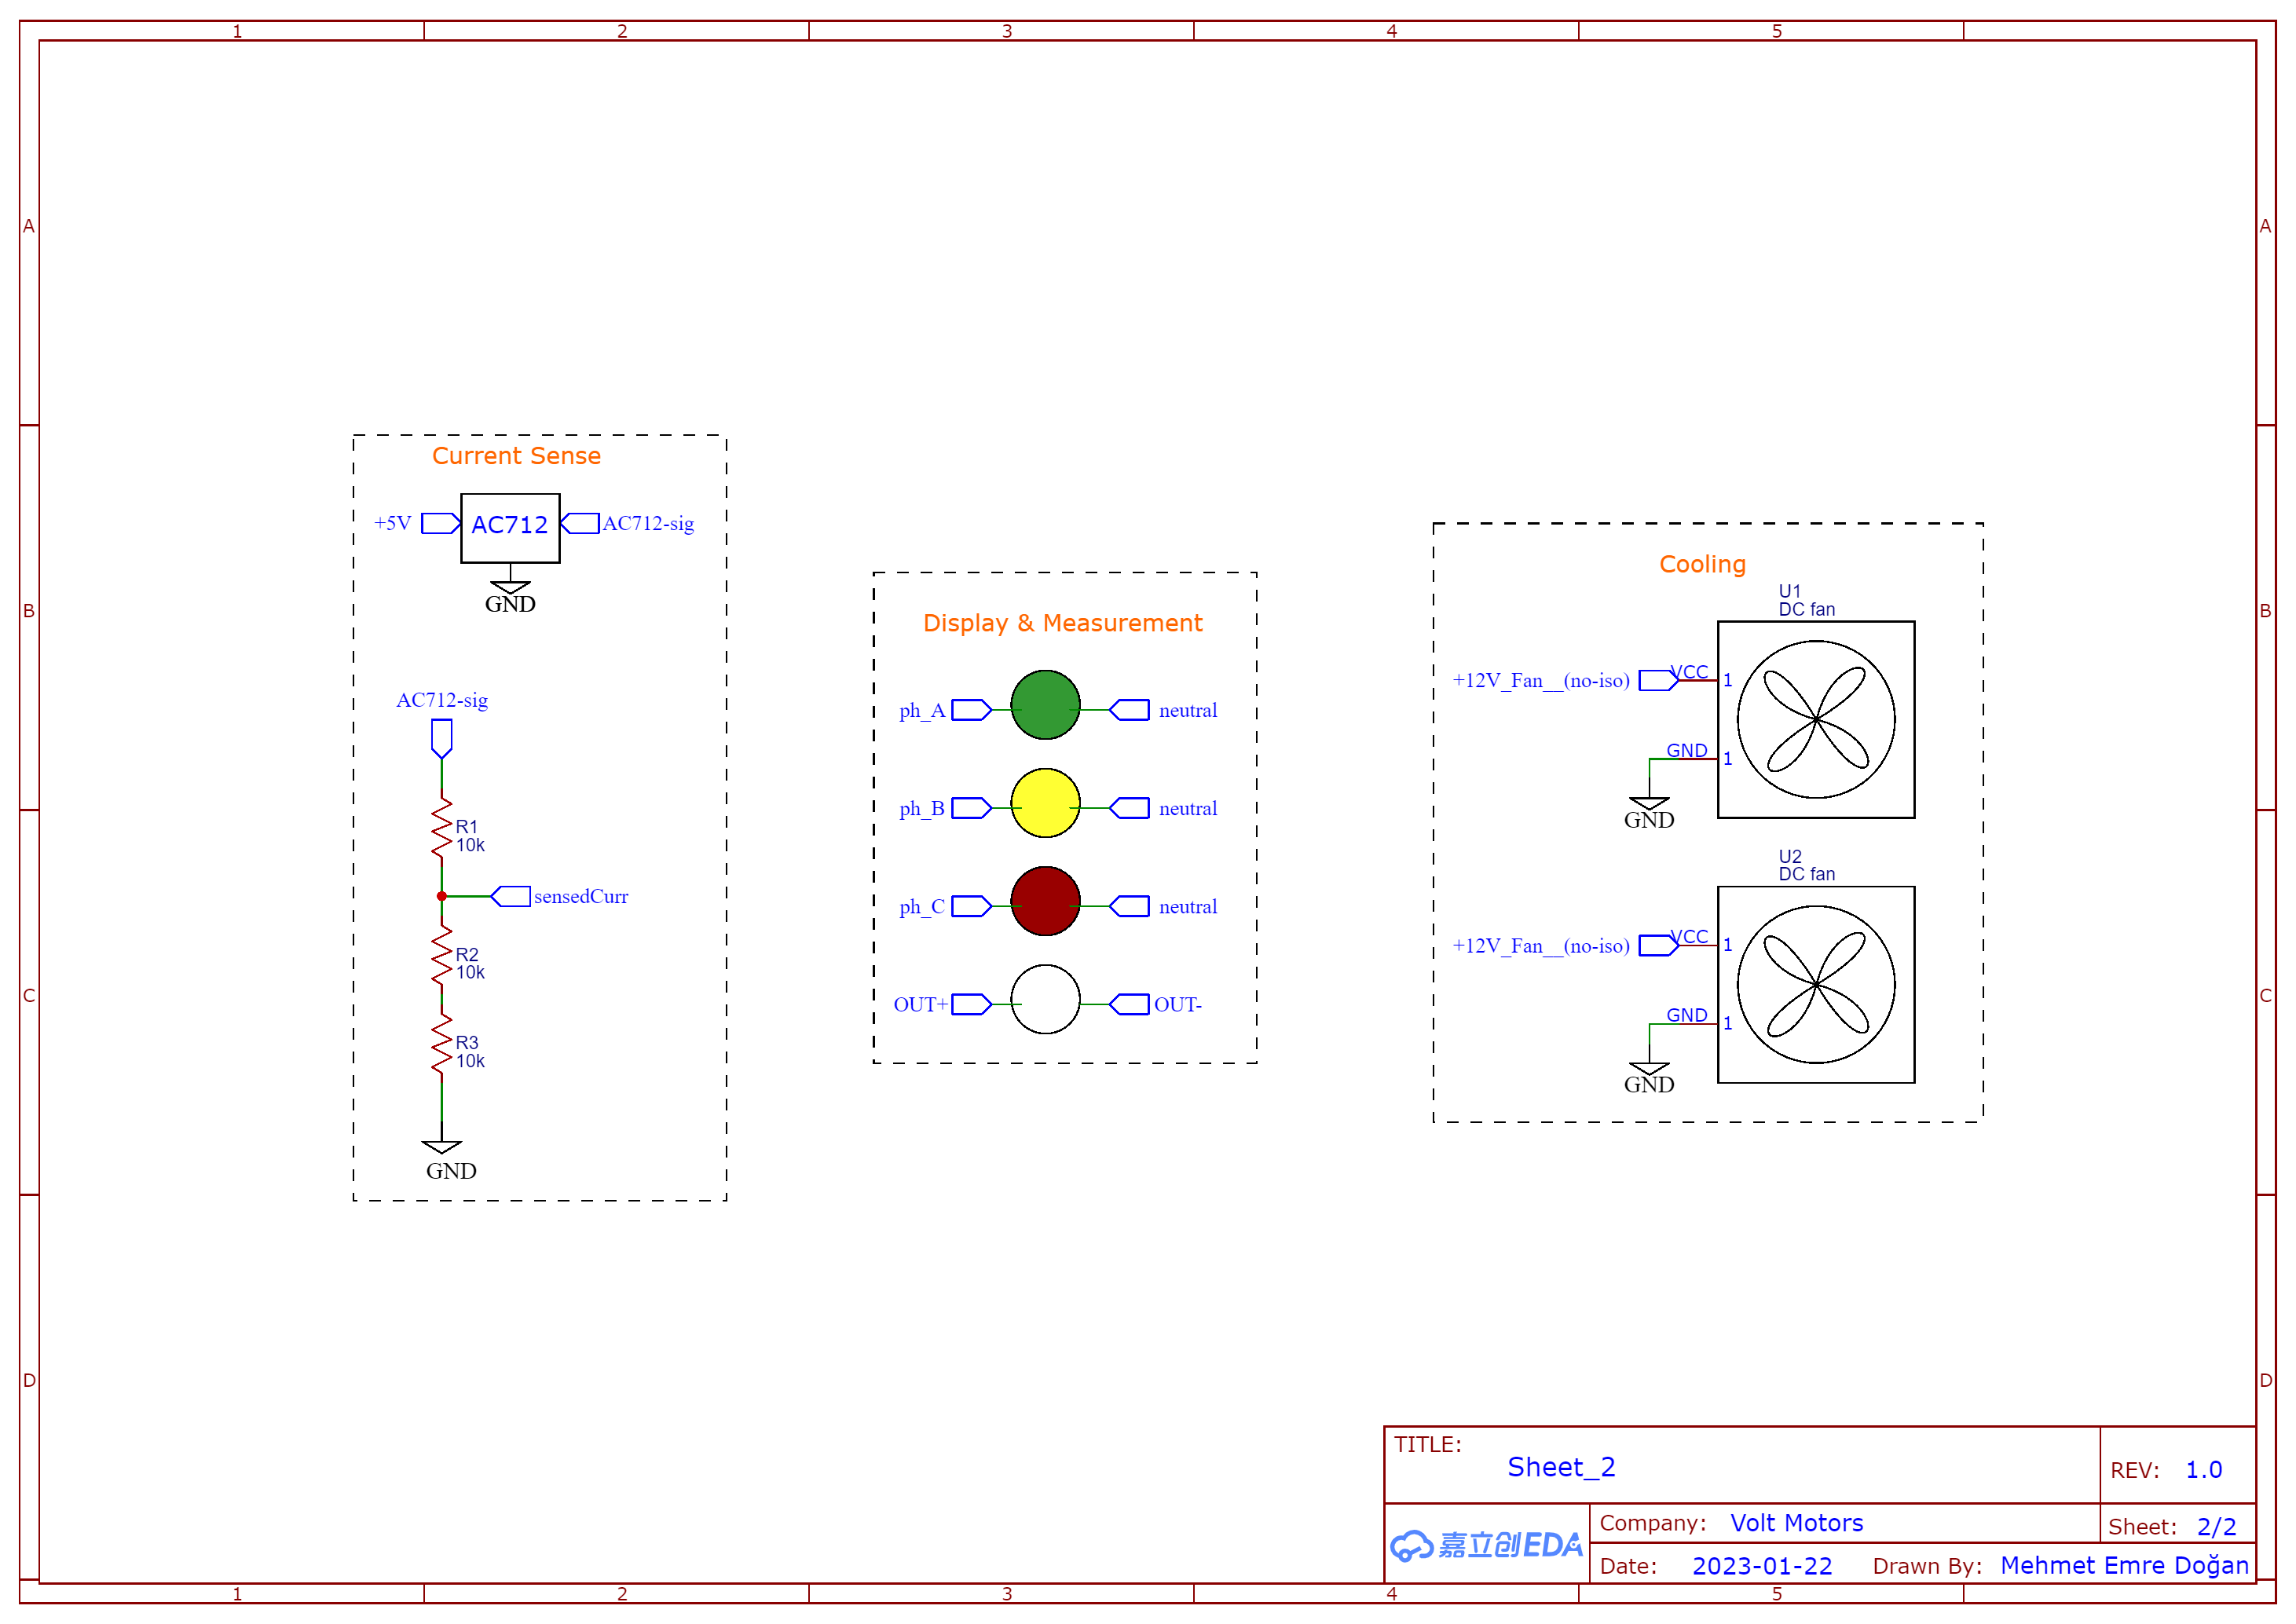 1 2 3 4 5
A A
B B
C C
D D
Current Sense
+5V AC712 AC712-sig
GND
AC712-sig
R1
10k
sensedCurr
R2
10k
R3
10k
GND
Display & Measurement
ph_A neutral
ph_B neutral
ph_C neutral
OUT+ OUT-
Cooling
U1
DC fan
+12V_Fan__(no-iso) VCC 1
GND 1
GND
U2
DC fan
+12V_Fan__(no-iso) VCC 1
GND 1
GND
TITLE:
Sheet_2
REV: 1.0
嘉立创EDA
Company: Volt Motors
Sheet: 2/2
Date: 2023-01-22 Drawn By: Mehmet Emre Doğan
1 2 3 4 5